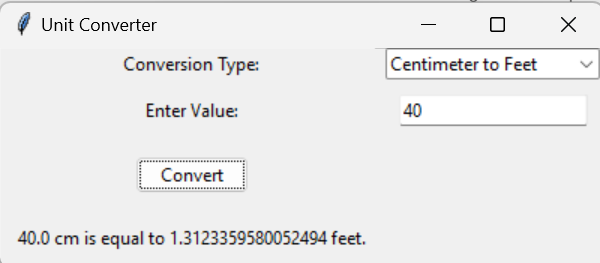 Unit Converter
Conversion Type: Centimeter to Feet
Enter Value: 40
Convert
40.0 cm is equal to 1.3123359580052494 feet.